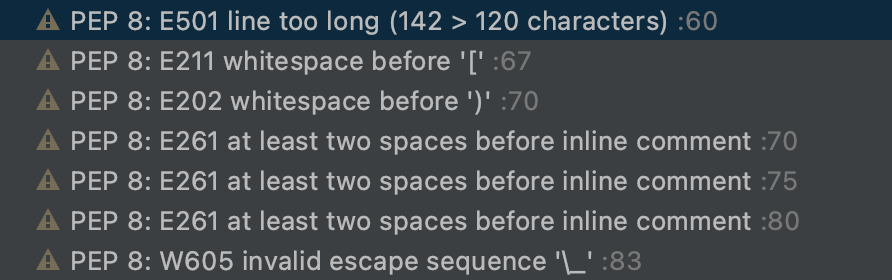 PEP 8: E501 line too long (142 > 120 characters) :60
PEP 8: E211 whitespace before '[' :67
PEP 8: E202 whitespace before ')' :70
PEP 8: E261 at least two spaces before inline comment :70
PEP 8: E261 at least two spaces before inline comment :75
PEP 8: E261 at least two spaces before inline comment :80
PEP 8: W605 invalid escape sequence '\_' :83